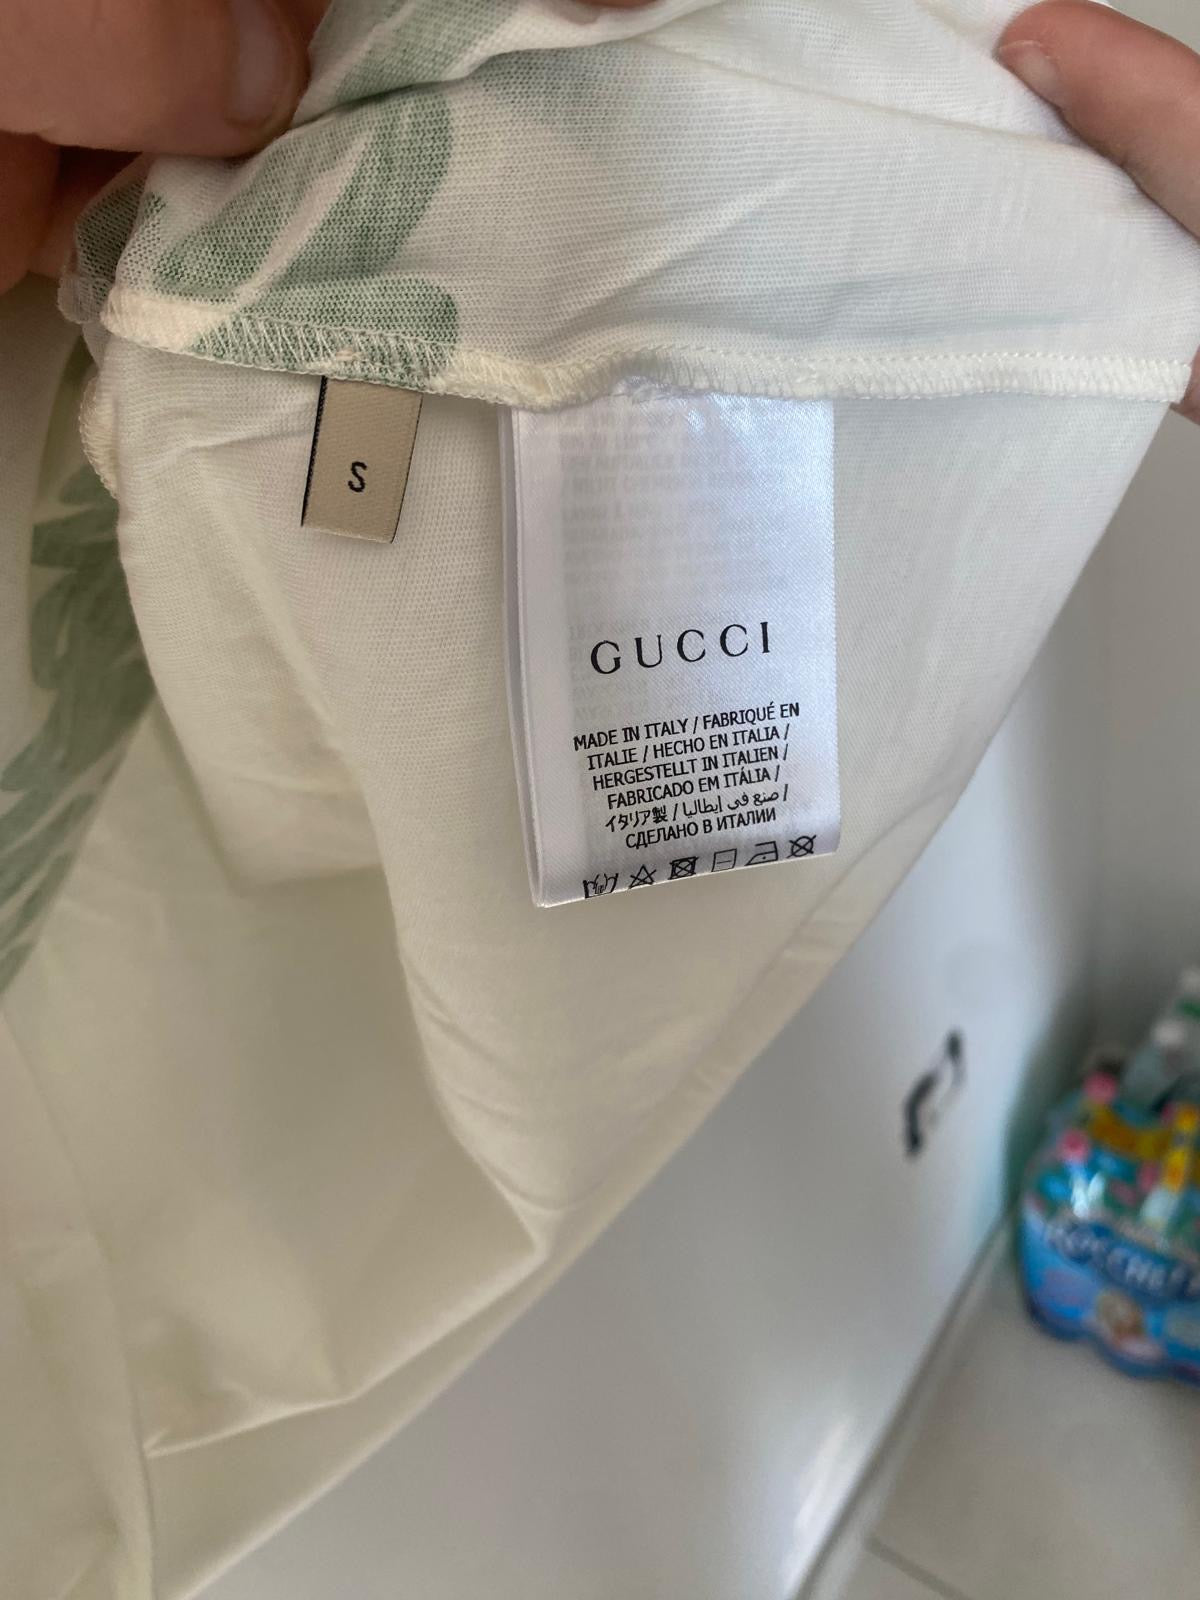 S
GUCCI
MADE IN ITALY / FABRIQUÉ EN
ITALIE / HECHO EN ITALIA /
HERGESTELLT IN ITALIEN /
FABRICADO EM ITÁLIA /
イタリア製 / صنع في إيطاليا /
СДЕЛАНО В ИТАЛИИ